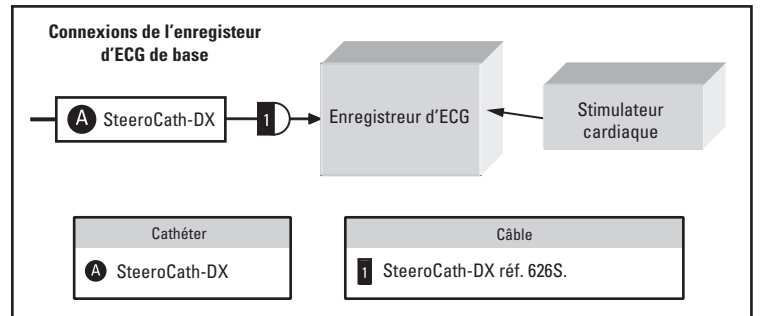 Connexions de l'enregisteur
d'ECG de base
A SteeroCath-DX
1
Enregistreur d'ECG
Stimulateur
cardiaque
Cathéter
A SteeroCath-DX
Câble
1 SteeroCath-DX réf. 626S.